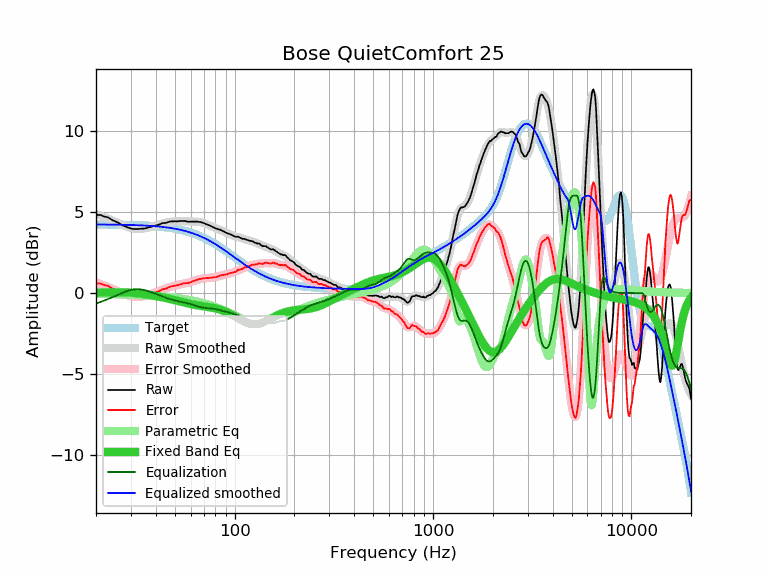 Bose QuietComfort 25
Amplitude (dBr)
10
5
0
−5
−10
Target
Raw Smoothed
Error Smoothed
Raw
Error
Parametric Eq
Fixed Band Eq
Equalization
Equalized smoothed
100
1000
10000
Frequency (Hz)